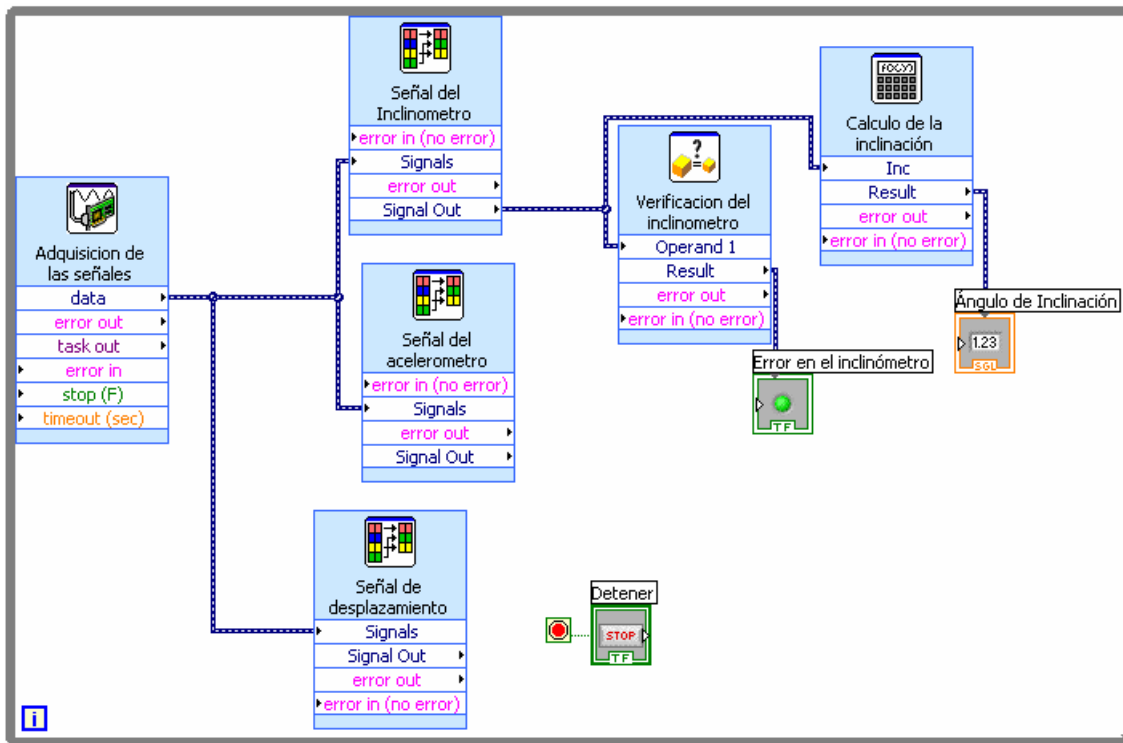 Adquisicion de
las señales
data
error out
task out
error in
stop (F)
timeout (sec)
Señal del
Inclinometro
error in (no error)
Signals
error out
Signal Out
Señal del
acelerometro
error in (no error)
Signals
error out
Signal Out
Señal de
desplazamiento
Signals
Signal Out
error out
error in (no error)
?
=
Verificacion del
inclinometro
Operand 1
Result
error out
error in (no error)
Error en el inclinómetro
TF
f(X,Y)
Calculo de la
inclinación
Inc
Result
error out
error in (no error)
Ángulo de Inclinación
1.23
SGL
Detener
STOP
TF
i